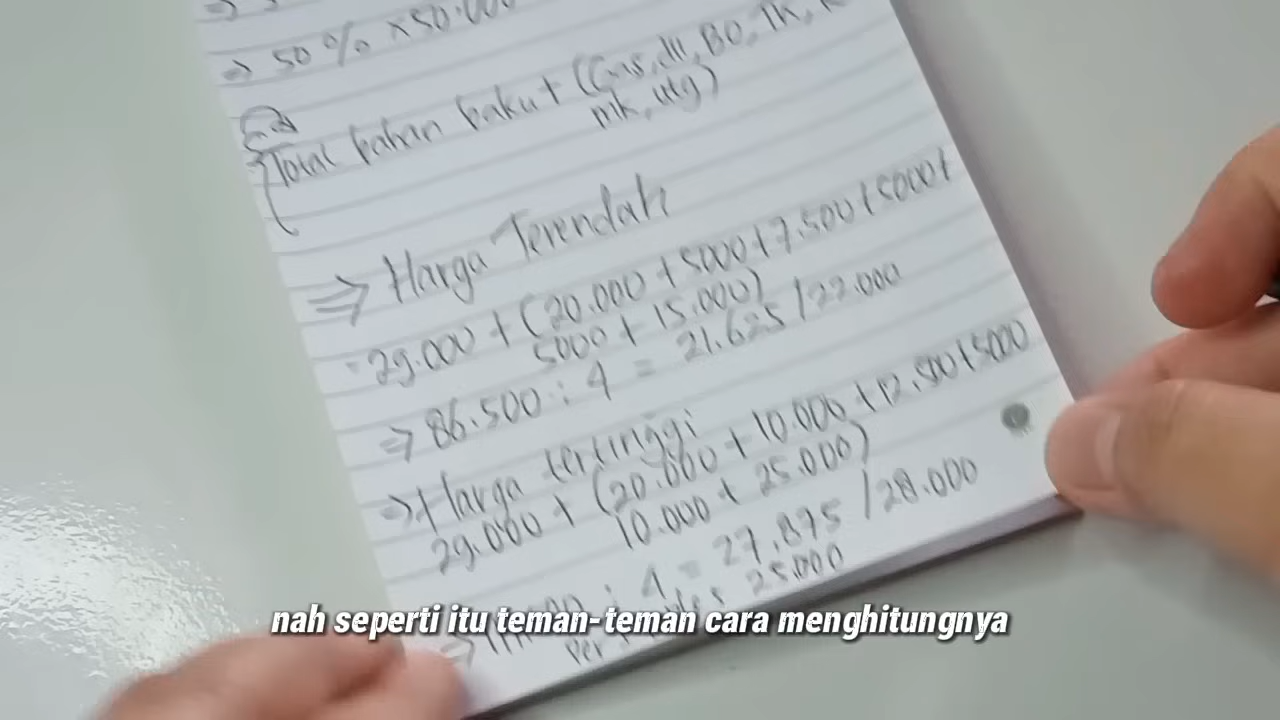 => 50% x 50.000
Total bahan baku + (Gas, dll, BO, TK,
mk, utg)
=> Harga Terendah
= 29.000 + (20.000 + 5000 + 7.500 + 5000 +
5000 + 15.000)
=> 86.500 : 4 = 21.625 / 22.000
=> Harga tertinggi
29.000 + (20.000 + 10.000 + 12.500 + 5000
10.000 + 25.000)
: 4 = 27.875 / 28.000
25.000
nah seperti itu teman-teman cara menghitungnya